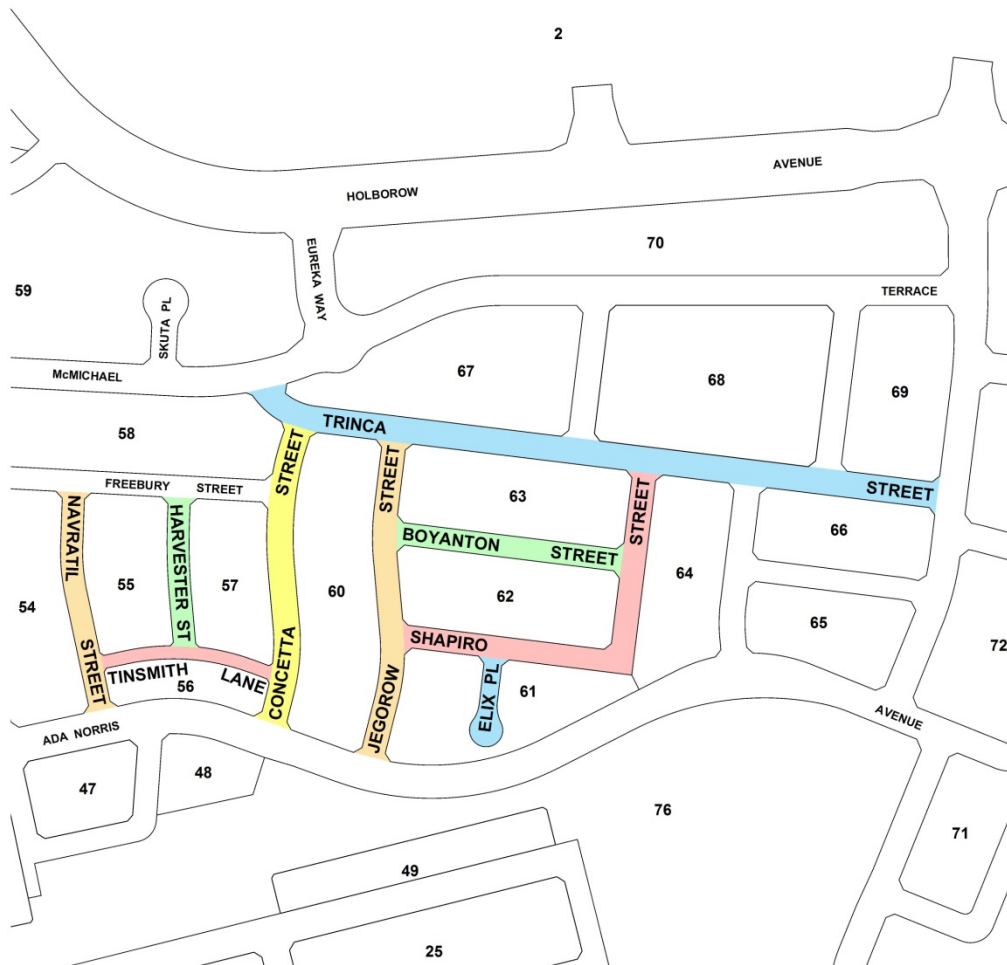 2
AVENUE
HOLBOROW
70
EUREKA WAY
59
TERRACE
SKUTA PL
McMICHAEL
67
68
69
58
TRINCA
STREET
STREET
STREET
STREET
FREEBURY STREET
63
66
NAVRATIL
HARVESTER ST
BOYANTON STREET
64
55
57
60
62
54
65
72
SHAPIRO
STREET
TINSMITH LANE
56
CONCETTA
JEGOROW
ELIX PL
61
ADA NORRIS
AVENUE
47
48
76
71
49
25